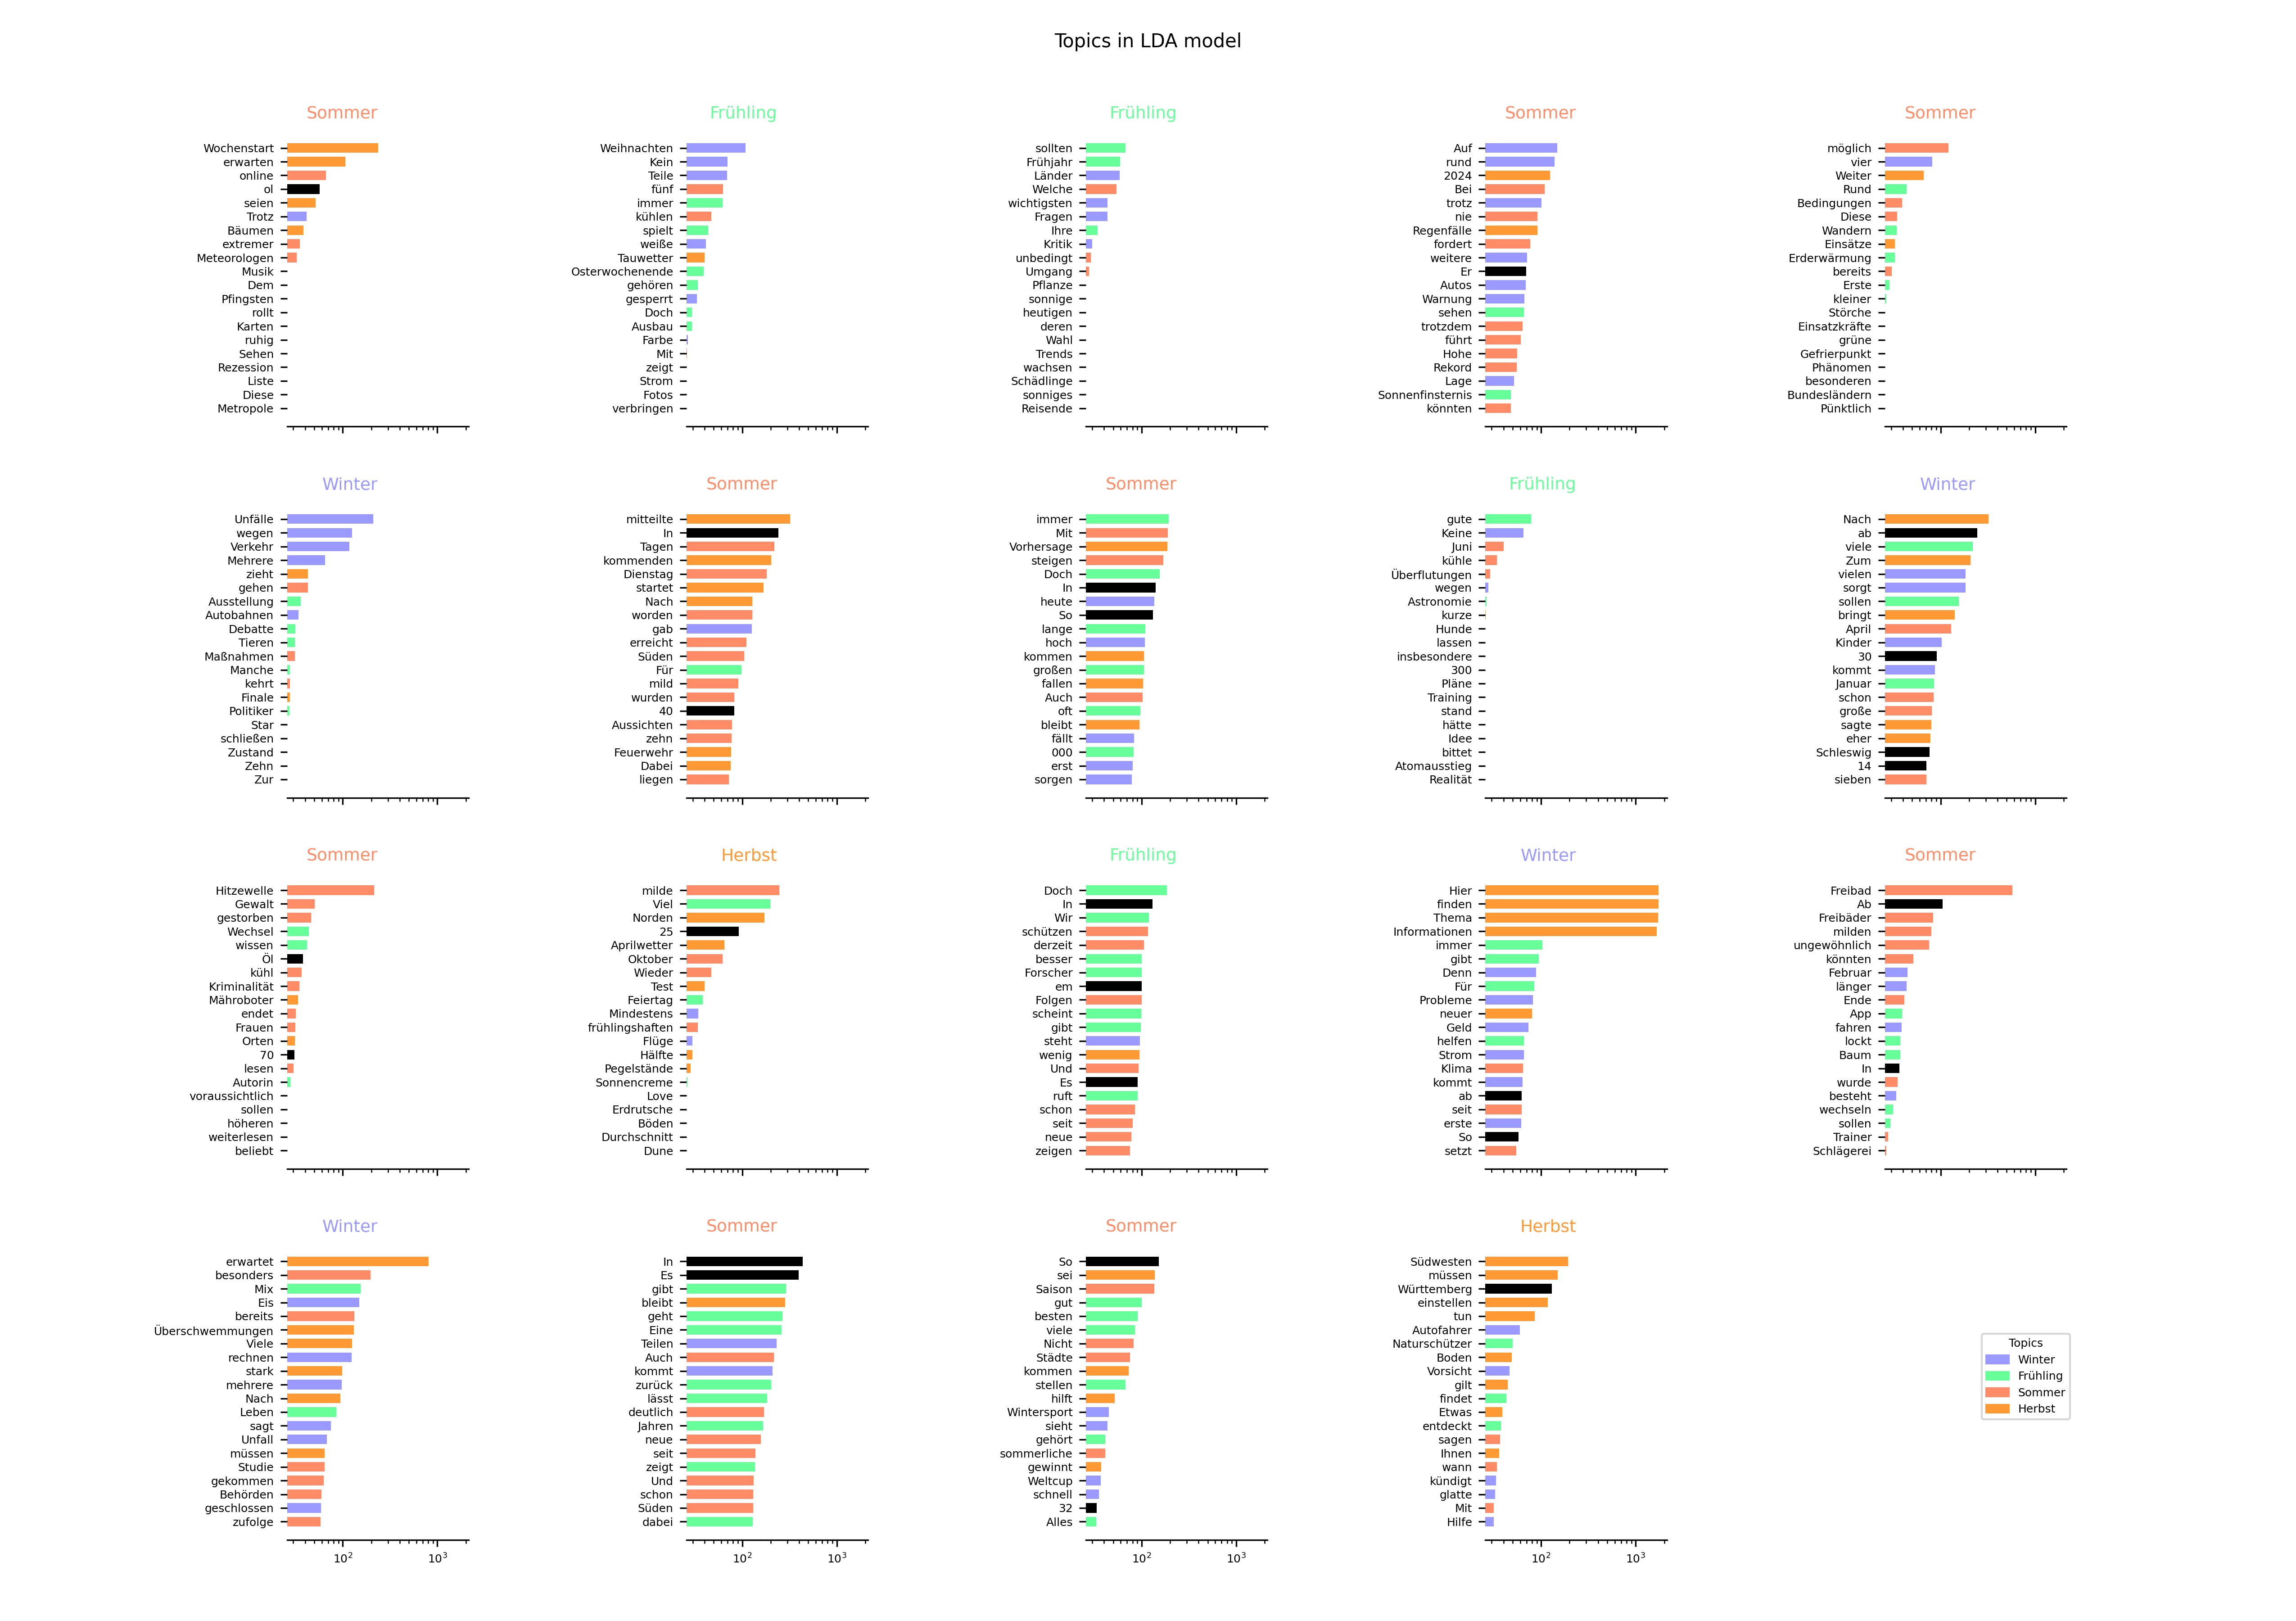 Topics in LDA model
Sommer
Wochenstart
erwarten
online
ol
seien
Trotz
Bäumen
extremer
Meteorologen
Musik
Dem
Pfingsten
rollt
Karten
ruhig
Sehen
Rezession
Liste
Diese
Metropole
Frühling
Weihnachten
Kein
Teile
fünf
immer
kühlen
spielt
weiße
Tauwetter
Osterwochenende
gehören
gesperrt
Doch
Ausbau
Farbe
Mit
zeigt
Strom
Fotos
verbringen
Frühling
sollten
Frühjahr
Länder
Welche
wichtigsten
Fragen
Ihre
Kritik
unbedingt
Umgang
Pflanze
sonnige
heutigen
deren
Wahl
Trends
wachsen
Schädlinge
sonniges
Reisende
Sommer
Auf
rund
2024
Bei
trotz
nie
Regenfälle
fordert
weitere
Er
Autos
Warnung
sehen
trotzdem
führt
Hohe
Rekord
Lage
Sonnenfinsternis
könnten
Sommer
möglich
vier
Weiter
Rund
Bedingungen
Diese
Wandern
Einsätze
Erderwärmung
bereits
Erste
kleiner
Störche
Einsatzkräfte
grüne
Gefrierpunkt
Phänomen
besonderen
Bundesländern
Pünktlich
Winter
Unfälle
wegen
Verkehr
Mehrere
zieht
gehen
Ausstellung
Autobahnen
Debatte
Tieren
Maßnahmen
Manche
kehrt
Finale
Politiker
Star
schließen
Zustand
Zehn
Zur
Sommer
mitteilte
In
Tagen
kommenden
Dienstag
startet
Nach
worden
gab
erreicht
Süden
Für
mild
wurden
40
Aussichten
zehn
Feuerwehr
Dabei
liegen
Sommer
immer
Mit
Vorhersage
steigen
Doch
In
heute
So
lange
hoch
kommen
großen
fallen
Auch
oft
bleibt
fällt
000
erst
sorgen
Frühling
gute
Keine
Juni
kühle
Überflutungen
wegen
Astronomie
kurze
Hunde
lassen
insbesondere
300
Pläne
Training
stand
hätte
Idee
bittet
Atomausstieg
Realität
Winter
Nach
ab
viele
Zum
vielen
sorgt
sollen
bringt
April
Kinder
30
kommt
Januar
schon
große
sagte
eher
Schleswig
14
sieben
Sommer
Hitzewelle
Gewalt
gestorben
Wechsel
wissen
Öl
kühl
Kriminalität
Mähroboter
endet
Frauen
Orten
70
lesen
Autorin
voraussichtlich
sollen
höheren
weiterlesen
beliebt
Herbst
milde
Viel
Norden
25
Aprilwetter
Oktober
Wieder
Test
Feiertag
Mindestens
frühlingshaften
Flüge
Hälfte
Pegelstände
Sonnencreme
Love
Erdrutsche
Böden
Durchschnitt
Dune
Frühling
Doch
In
Wir
schützen
derzeit
besser
Forscher
em
Folgen
scheint
gibt
steht
wenig
Und
Es
ruft
schon
seit
neue
zeigen
Winter
Hier
finden
Thema
Informationen
immer
gibt
Denn
Für
Probleme
neuer
Geld
helfen
Strom
Klima
kommt
ab
seit
erste
So
setzt
Sommer
Freibad
Ab
Freibäder
milden
ungewöhnlich
könnten
Februar
länger
Ende
App
fahren
lockt
Baum
In
wurde
besteht
wechseln
sollen
Trainer
Schlägerei
Winter
erwartet
besonders
Mix
Eis
bereits
Überschwemmungen
Viele
rechnen
stark
mehrere
Nach
Leben
sagt
Unfall
müssen
Studie
gekommen
Behörden
geschlossen
zufolge
10² 10³
Sommer
In
Es
gibt
bleibt
geht
Eine
Teilen
Auch
kommt
zurück
lässt
deutlich
Jahren
neue
seit
zeigt
Und
schon
Süden
dabei
10² 10³
Sommer
So
sei
Saison
gut
besten
viele
Nicht
Städte
kommen
stellen
hilft
Wintersport
sieht
gehört
sommerliche
gewinnt
Weltcup
schnell
32
Alles
10² 10³
Herbst
Südwesten
müssen
Württemberg
einstellen
tun
Autofahrer
Naturschützer
Boden
Vorsicht
gilt
findet
Etwas
entdeckt
sagen
Ihnen
wann
kündigt
glatte
Mit
Hilfe
10² 10³
Topics
Winter
Frühling
Sommer
Herbst